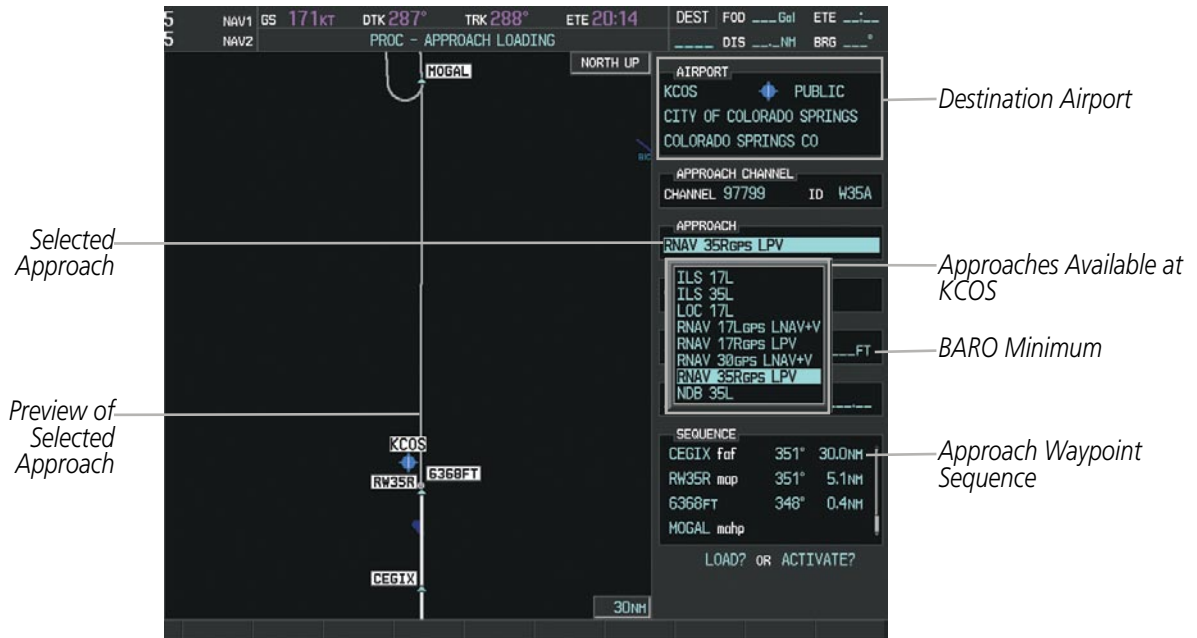 5 NAV1 GS 171KT DTK 287° TRK 288° ETE 20:14 DEST FOD ___Gal ETE __:__
5 NAV2 PROC - APPROACH LOADING ____ DIS __._NM BRG ___°
MOGAL
NORTH UP
KCOS
RW35R
6368FT
CEGIX
30NM
AIRPORT
KCOS PUBLIC
CITY OF COLORADO SPRINGS
COLORADO SPRINGS CO
APPROACH CHANNEL
CHANNEL 97799 ID W35A
APPROACH
RNAV 35RGPS LPV
ILS 17L
ILS 35L
LOC 17L
RNAV 17LGPS LNAV+V
RNAV 17RGPS LPV
RNAV 30GPS LNAV+V
RNAV 35RGPS LPV
NDB 35L
___FT
__:__
SEQUENCE
CEGIX faf 351° 30.0NM
RW35R map 351° 5.1NM
6368FT 348° 0.4NM
MOGAL mahp
LOAD? OR ACTIVATE?
Selected
Approach
Preview of
Selected
Approach
Destination Airport
Approaches Available at
KCOS
BARO Minimum
Approach Waypoint
Sequence